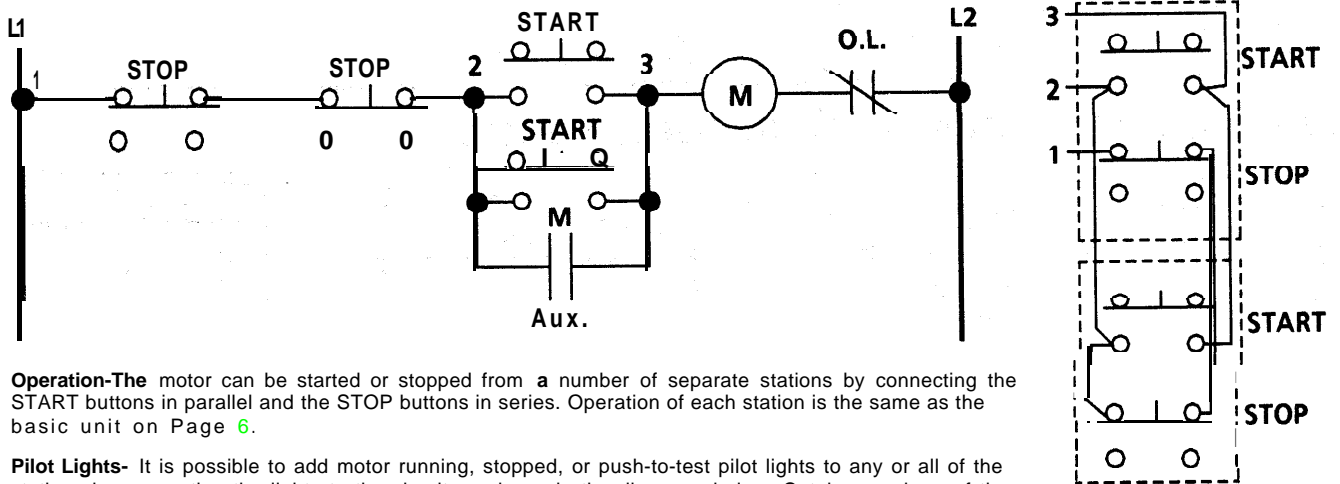 L1
1
STOP
STOP
2
START
3
M
O.L.
L2
START
M
Aux.
3
START
2
1
STOP
START
STOP
Operation-The motor can be started or stopped from a number of separate stations by connecting the
START buttons in parallel and the STOP buttons in series. Operation of each station is the same as the
basic unit on Page 6.
Pilot Lights- It is possible to add motor running, stopped, or push-to-test pilot lights to any or all of the